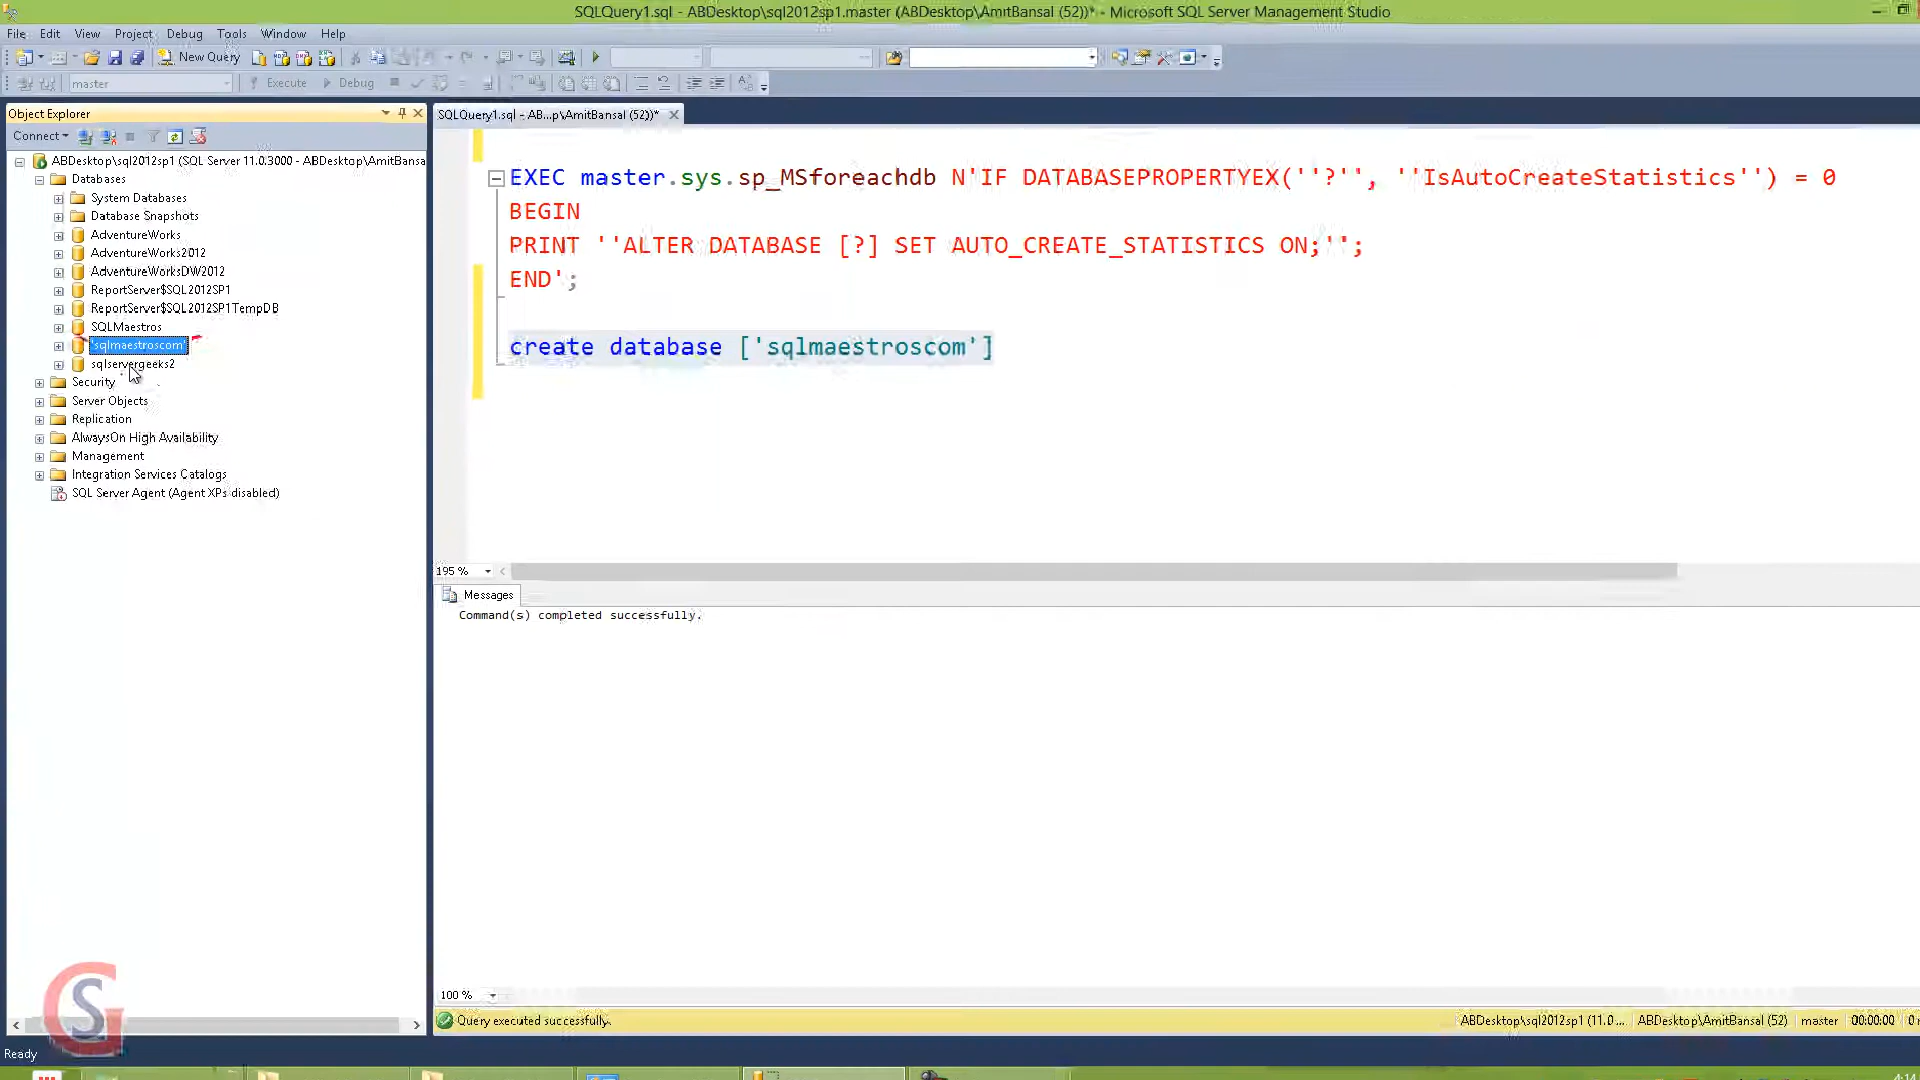 SQLQuery1.sql - ABDesktop\sql2012sp1.master (ABDesktop\AmitBansal (52))* - Microsoft SQL Server Management Studio
File Edit View Project Debug Tools Window Help
New Query
master Execute Debug
Object Explorer
SQLQuery1.sql - AB...p\AmitBansal (52))*
Connect
ABDesktop\sql2012sp1 (SQL Server 11.0.3000 - ABDesktop\AmitBansa
Databases
System Databases
Database Snapshots
AdventureWorks
AdventureWorks2012
AdventureWorksDW2012
ReportServer$SQL2012SP1
ReportServer$SQL2012SP1TempDB
SQLMaestros
'sqlmaestroscom'
sqlservergeeks2
Security
Server Objects
Replication
AlwaysOn High Availability
Management
Integration Services Catalogs
SQL Server Agent (Agent XPs disabled)
EXEC master.sys.sp_MSforeachdb N'IF DATABASEPROPERTYEX(''?'', ''IsAutoCreateStatistics'') = 0
BEGIN
PRINT ''ALTER DATABASE [?] SET AUTO_CREATE_STATISTICS ON;'';
END';
create database ['sqlmaestroscom']
195 %
Messages
Command(s) completed successfully.
100 %
Query executed successfully.
ABDesktop\sql2012sp1 (11.0... ABDesktop\AmitBansal (52) master 00:00:00
Ready